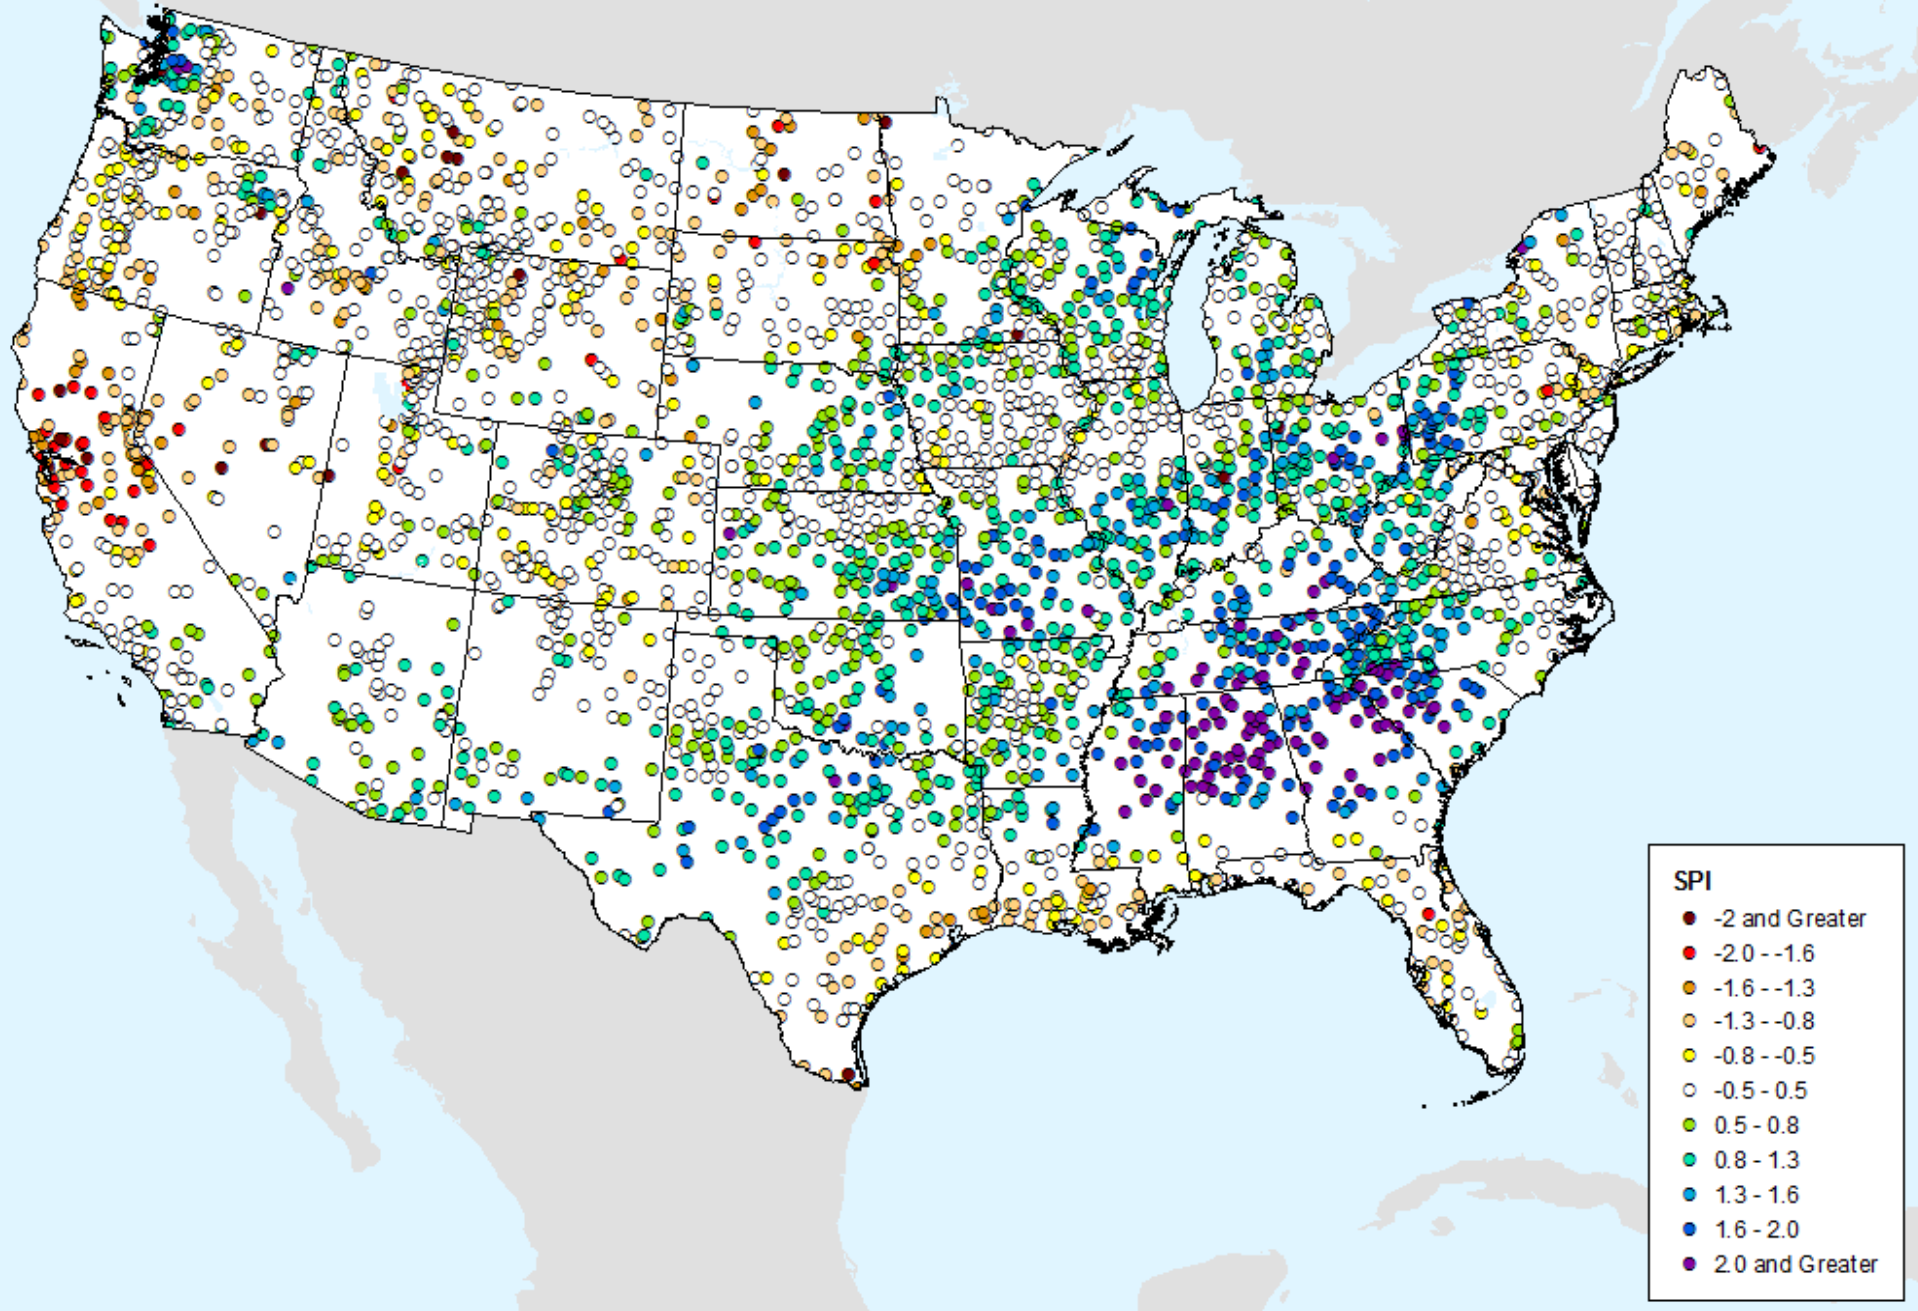 SPI
-2 and Greater
-2.0 - -1.6
-1.6 - -1.3
-1.3 - -0.8
-0.8 - -0.5
-0.5 - 0.5
0.5 - 0.8
0.8 - 1.3
1.3 - 1.6
1.6 - 2.0
2.0 and Greater